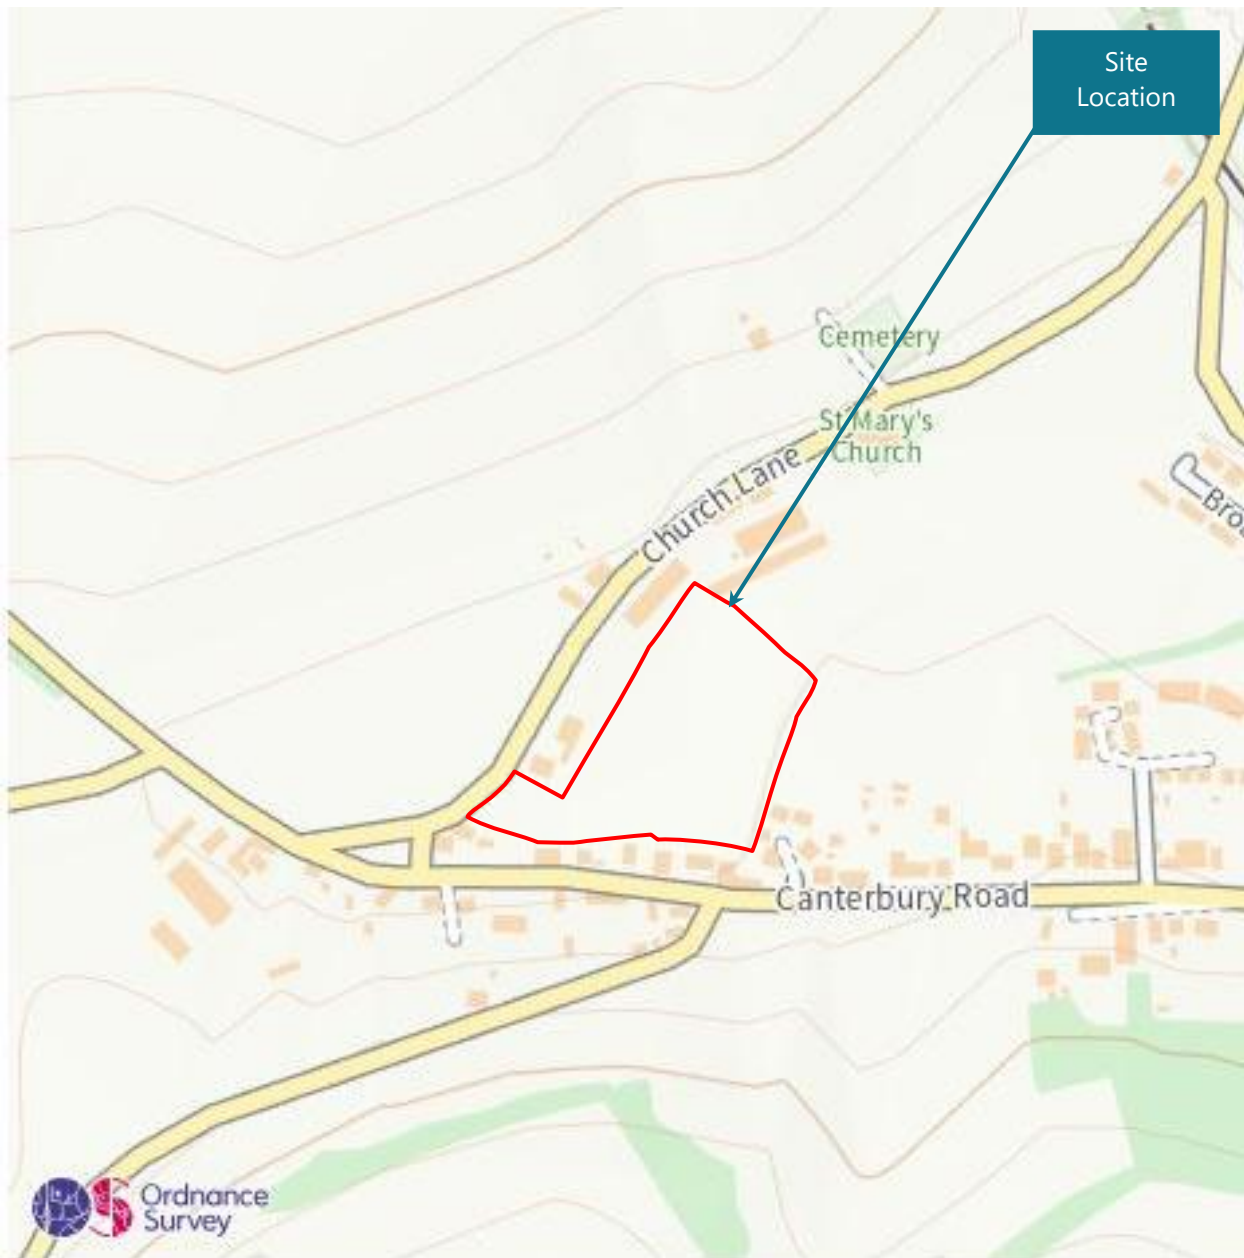 Site
Location
Cemetery
St Mary's
Church
Church Lane
Canterbury Road
Ordnance
Survey